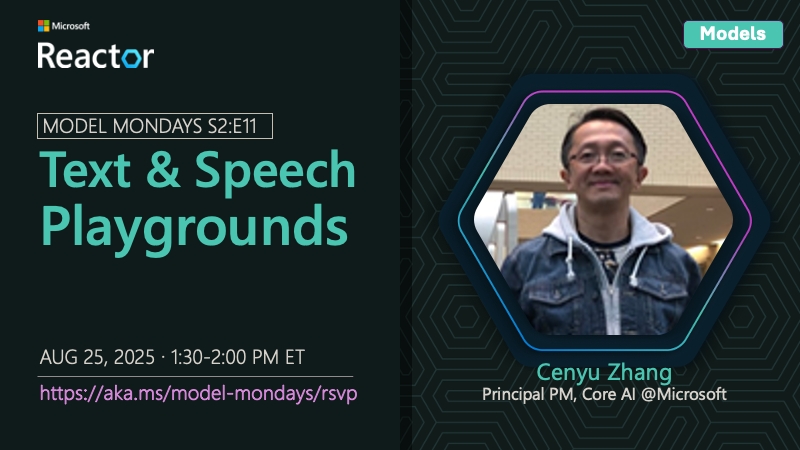 Microsoft
Reactor
MODEL MONDAYS S2:E11
Text & Speech
Playgrounds
AUG 25, 2025 · 1:30-2:00 PM ET
https://aka.ms/model-mondays/rsvp
Models
Cenyu Zhang
Principal PM, Core AI @Microsoft